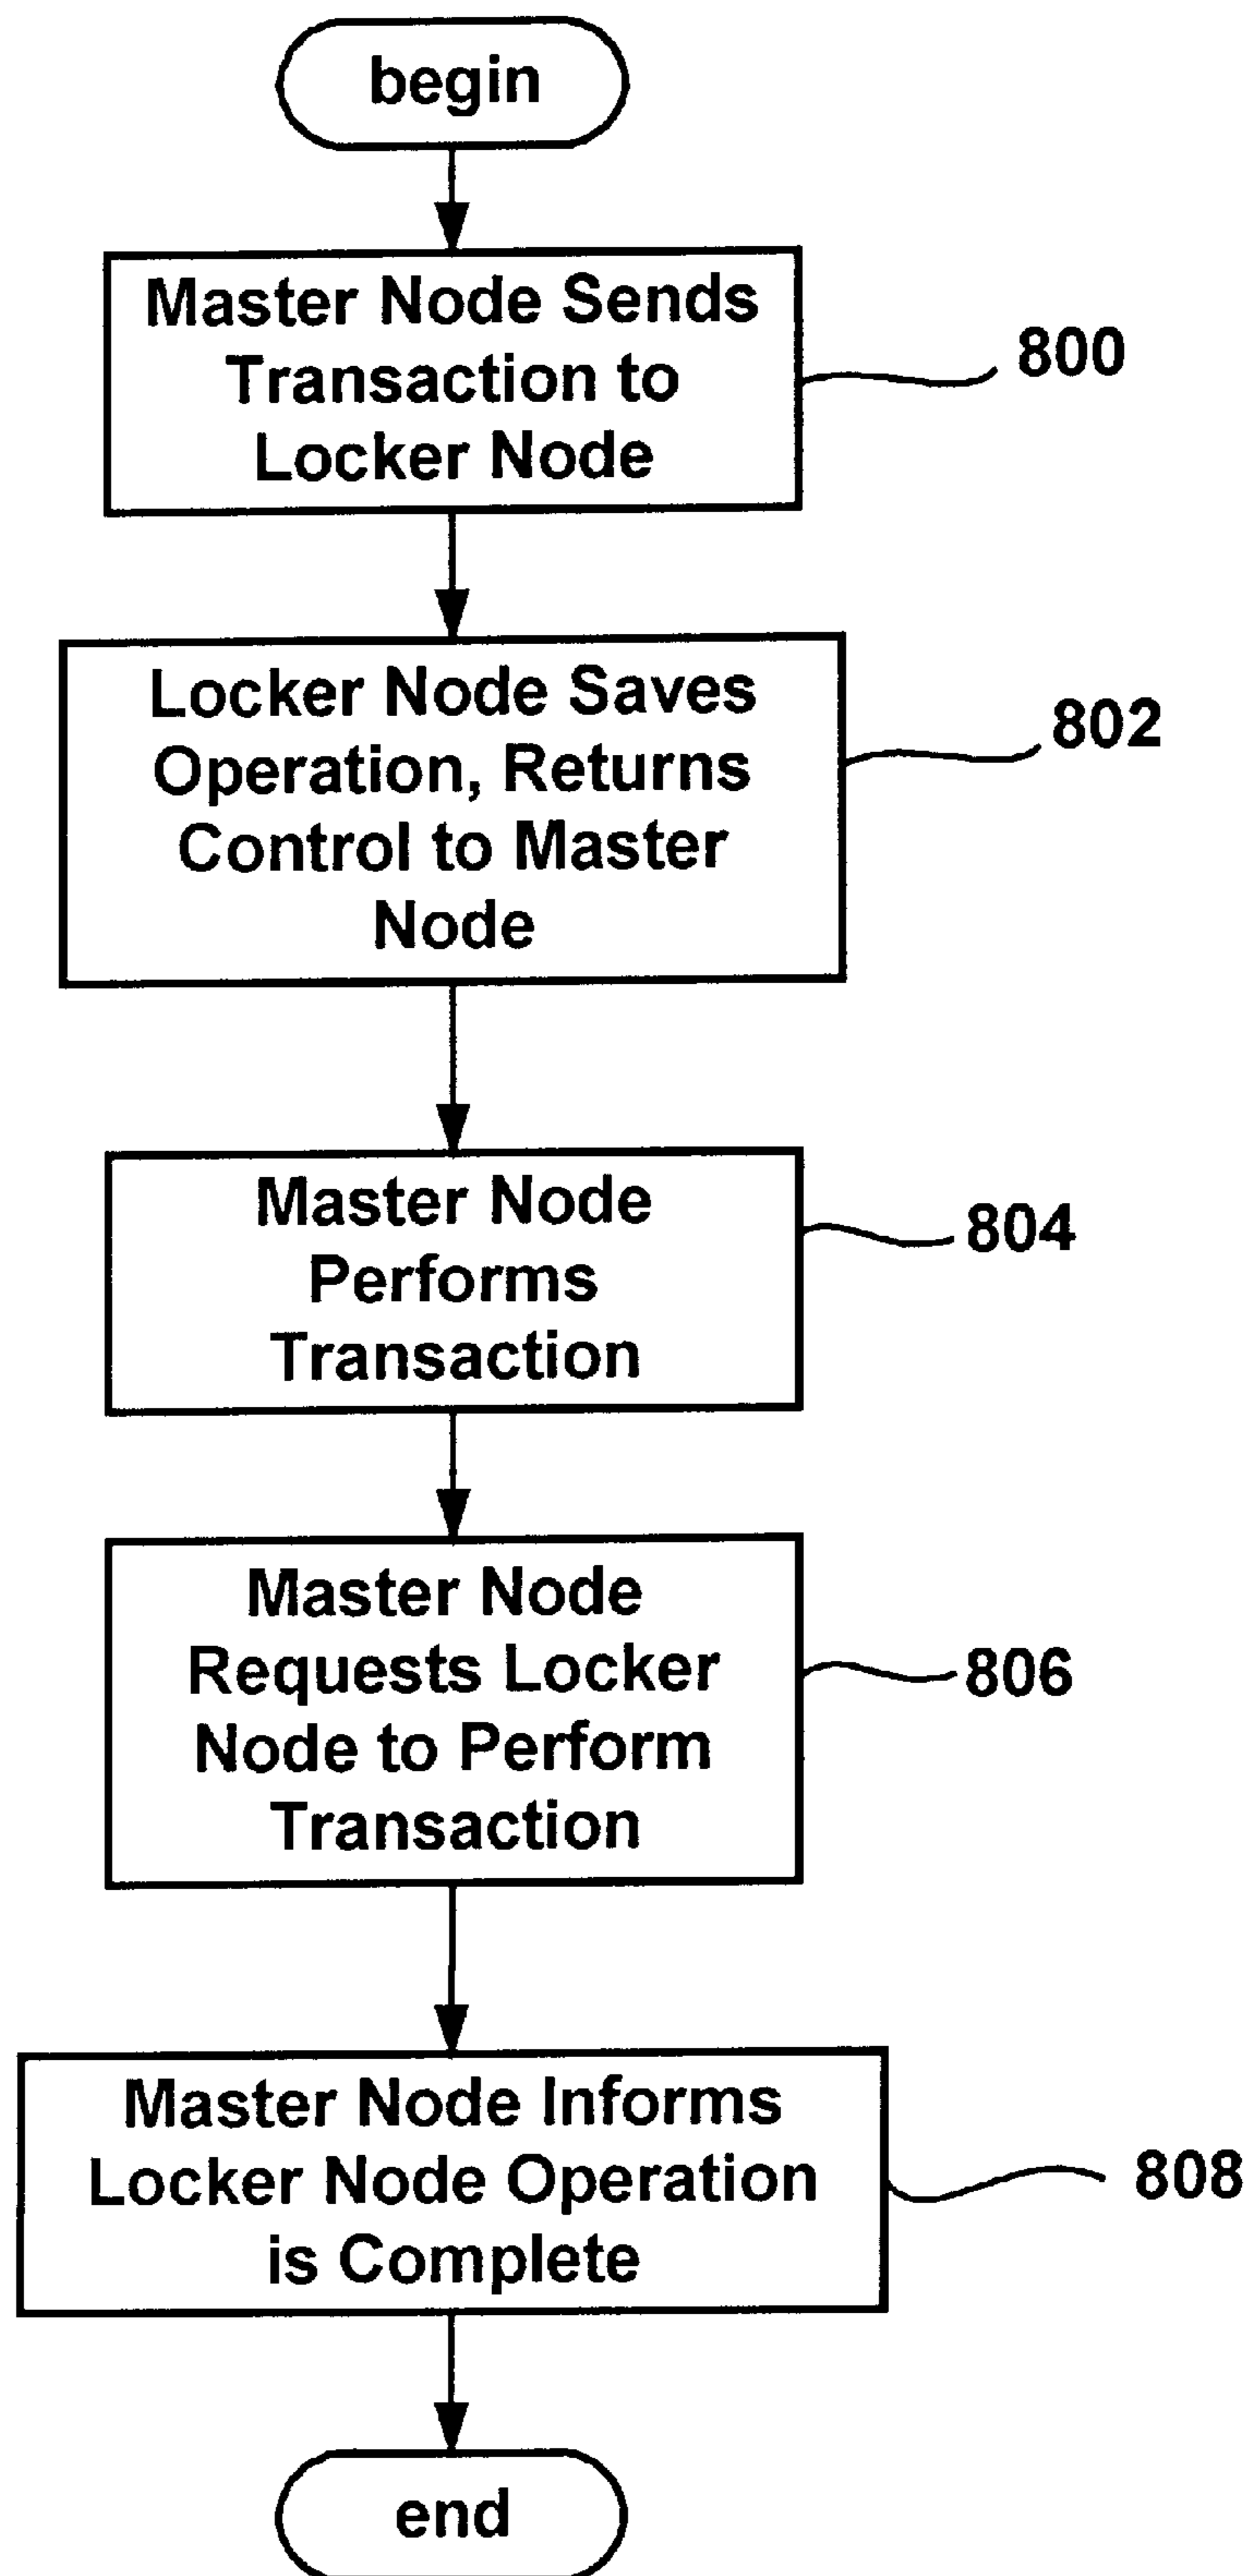 begin
Master Node Sends
Transaction to
Locker Node
800
Locker Node Saves
Operation, Returns
Control to Master
Node
802
Master Node
Performs
Transaction
804
Master Node
Requests Locker
Node to Perform
Transaction
806
Master Node Informs
Locker Node Operation
is Complete
808
end